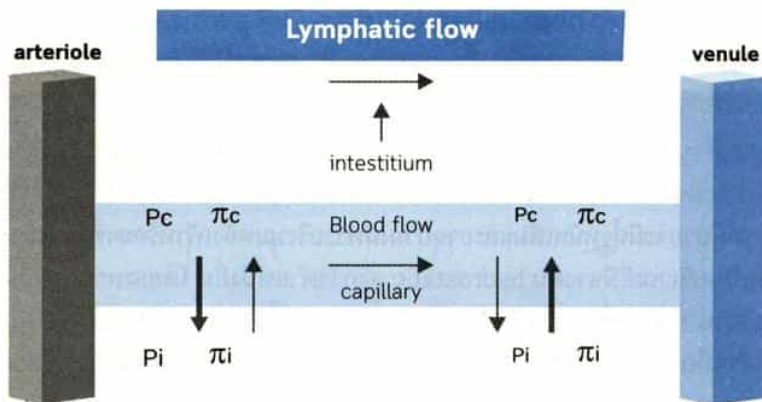 Lymphatic flow
arteriole
venule
intestitium
Pc πc
Blood flow
Pc πc
capillary
Pi πi
Pi πi